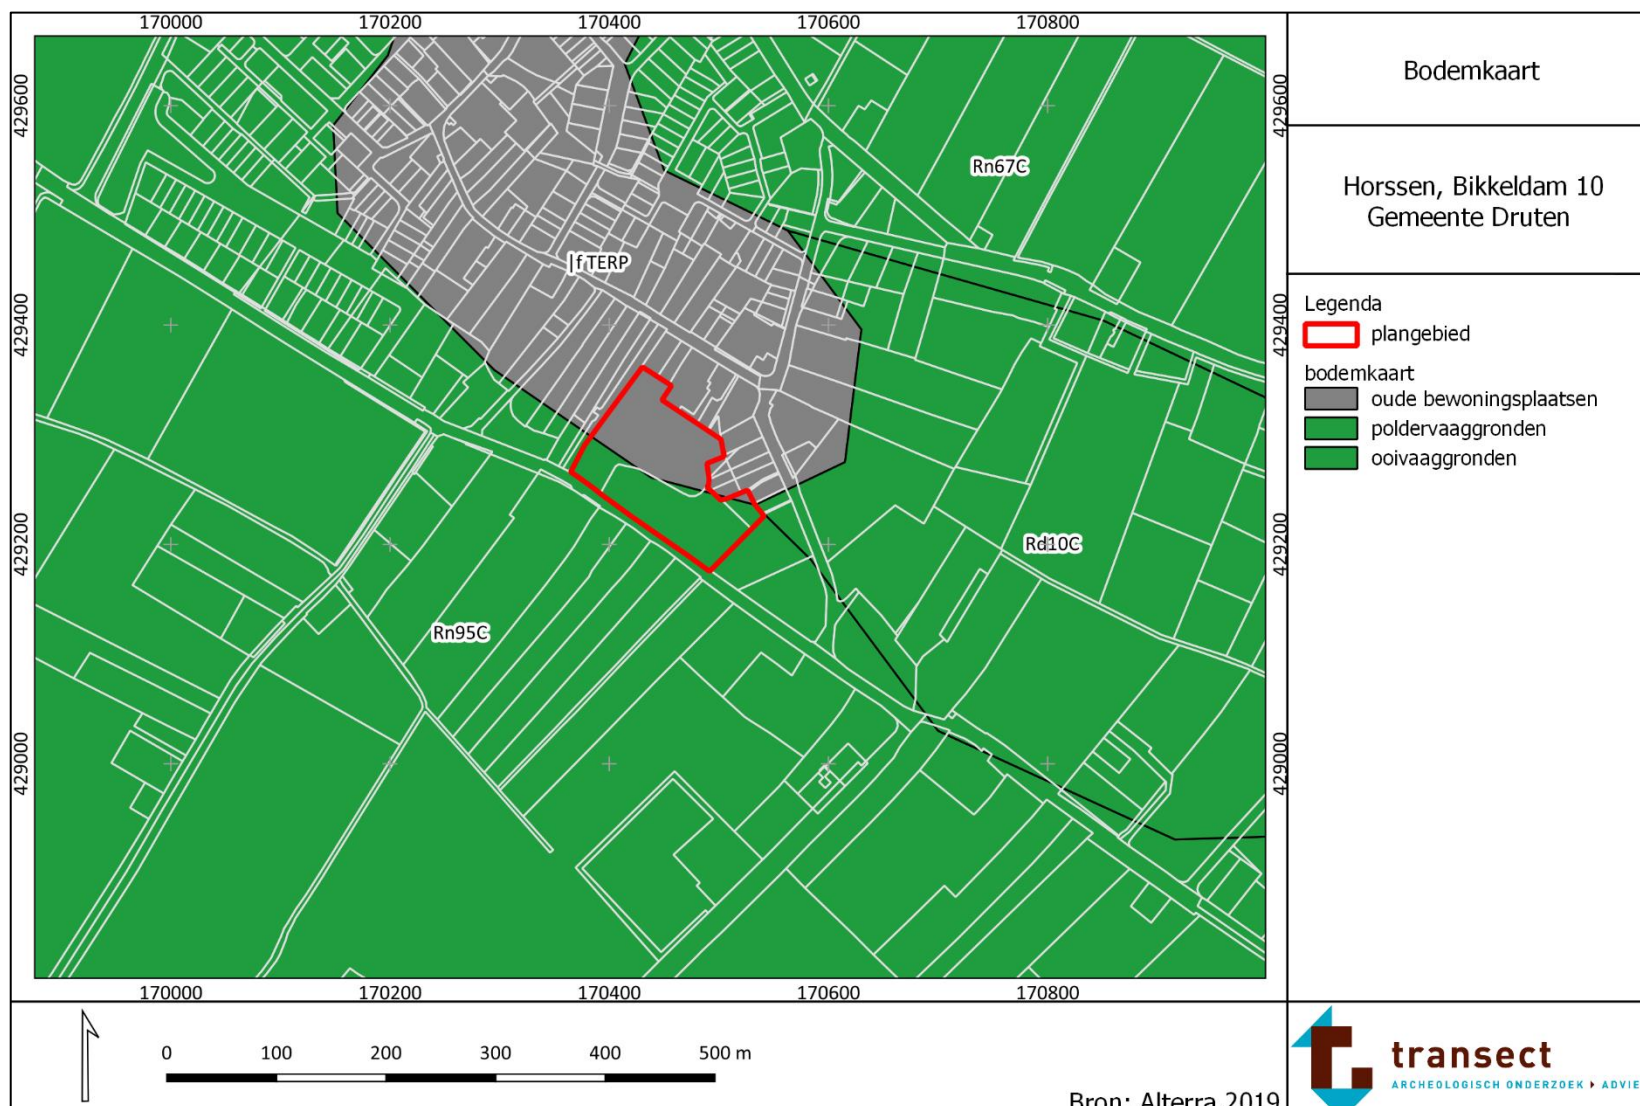 170000 170200 170400 170600 170800
429600 429600
Rn67C
|f TERP
429400 429400
429200 429200
Rd10C
Rn95C
429000 429000
170000 170200 170400 170600 170800
0 100 200 300 400 500 m
Bron: Alterra 2019
Bodemkaart
Horssen, Bikkeldam 10
Gemeente Druten
Legenda
plangebied
bodemkaart
oude bewoningsplaatsen
poldervaaggronden
ooivaaggronden
transect
ARCHEOLOGISCH ONDERZOEK ADVIE